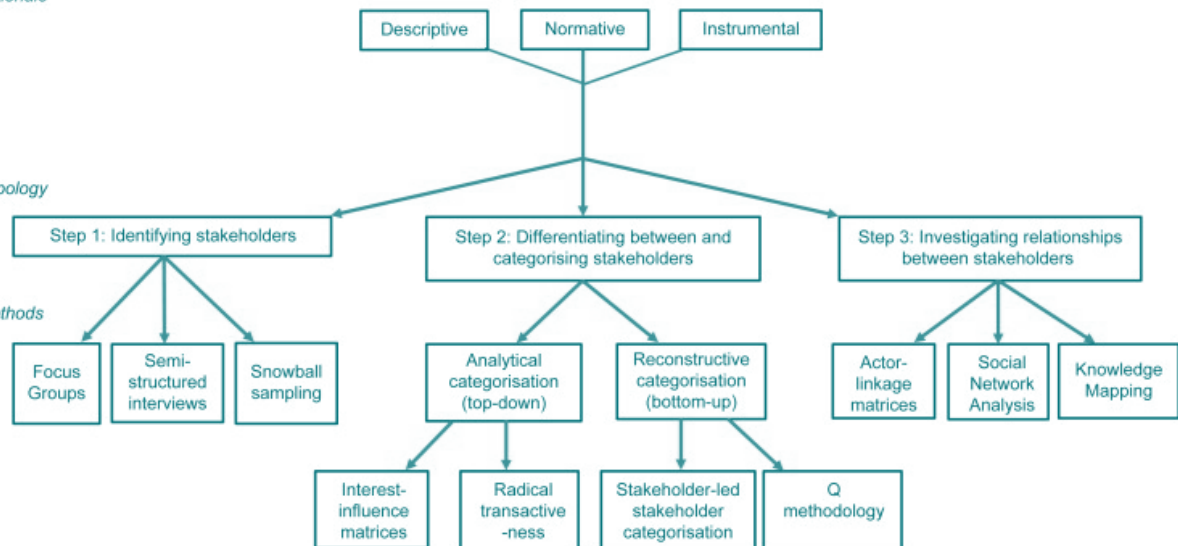 Descriptive
Normative
Instrumental
Step 1: Identifying stakeholders
Step 2: Differentiating between and
categorising stakeholders
Step 3: Investigating relationships
between stakeholders
Focus
Groups
Semi-
structured
interviews
Snowball
sampling
Analytical
categorisation
(top-down)
Reconstructive
categorisation
(bottom-up)
Actor-
linkage
matrices
Social
Network
Analysis
Knowledge
Mapping
Interest-
influence
matrices
Radical
transactive
-ness
Stakeholder-led
stakeholder
categorisation
Q
methodology